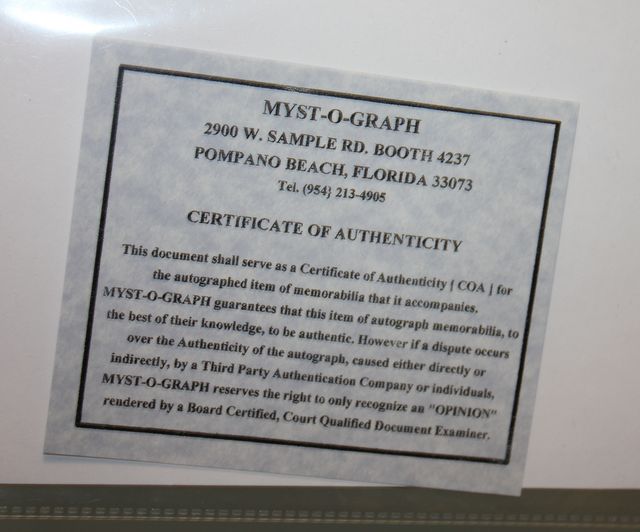 MYST-O-GRAPH
2900 W. SAMPLE RD. BOOTH 4237
POMPANO BEACH, FLORIDA 33073
Tel. (954} 213-4905
CERTIFICATE OF AUTHENTICITY
This document shall serve as a Certificate of Authenticity [ COA ] for
the autographed item of memorabilia that it accompanies.
MYST-O-GRAPH guarantees that this item of autograph memorabilia, to
the best of their knowledge, to be authentic. However if a dispute occurs
over the Authenticity of the autograph, caused either directly or
indirectly, by a Third Party Authentication Company or individuals,
MYST-O-GRAPH reserves the right to only recognize an "OPINION"
rendered by a Board Certified, Court Qualified Document Examiner.